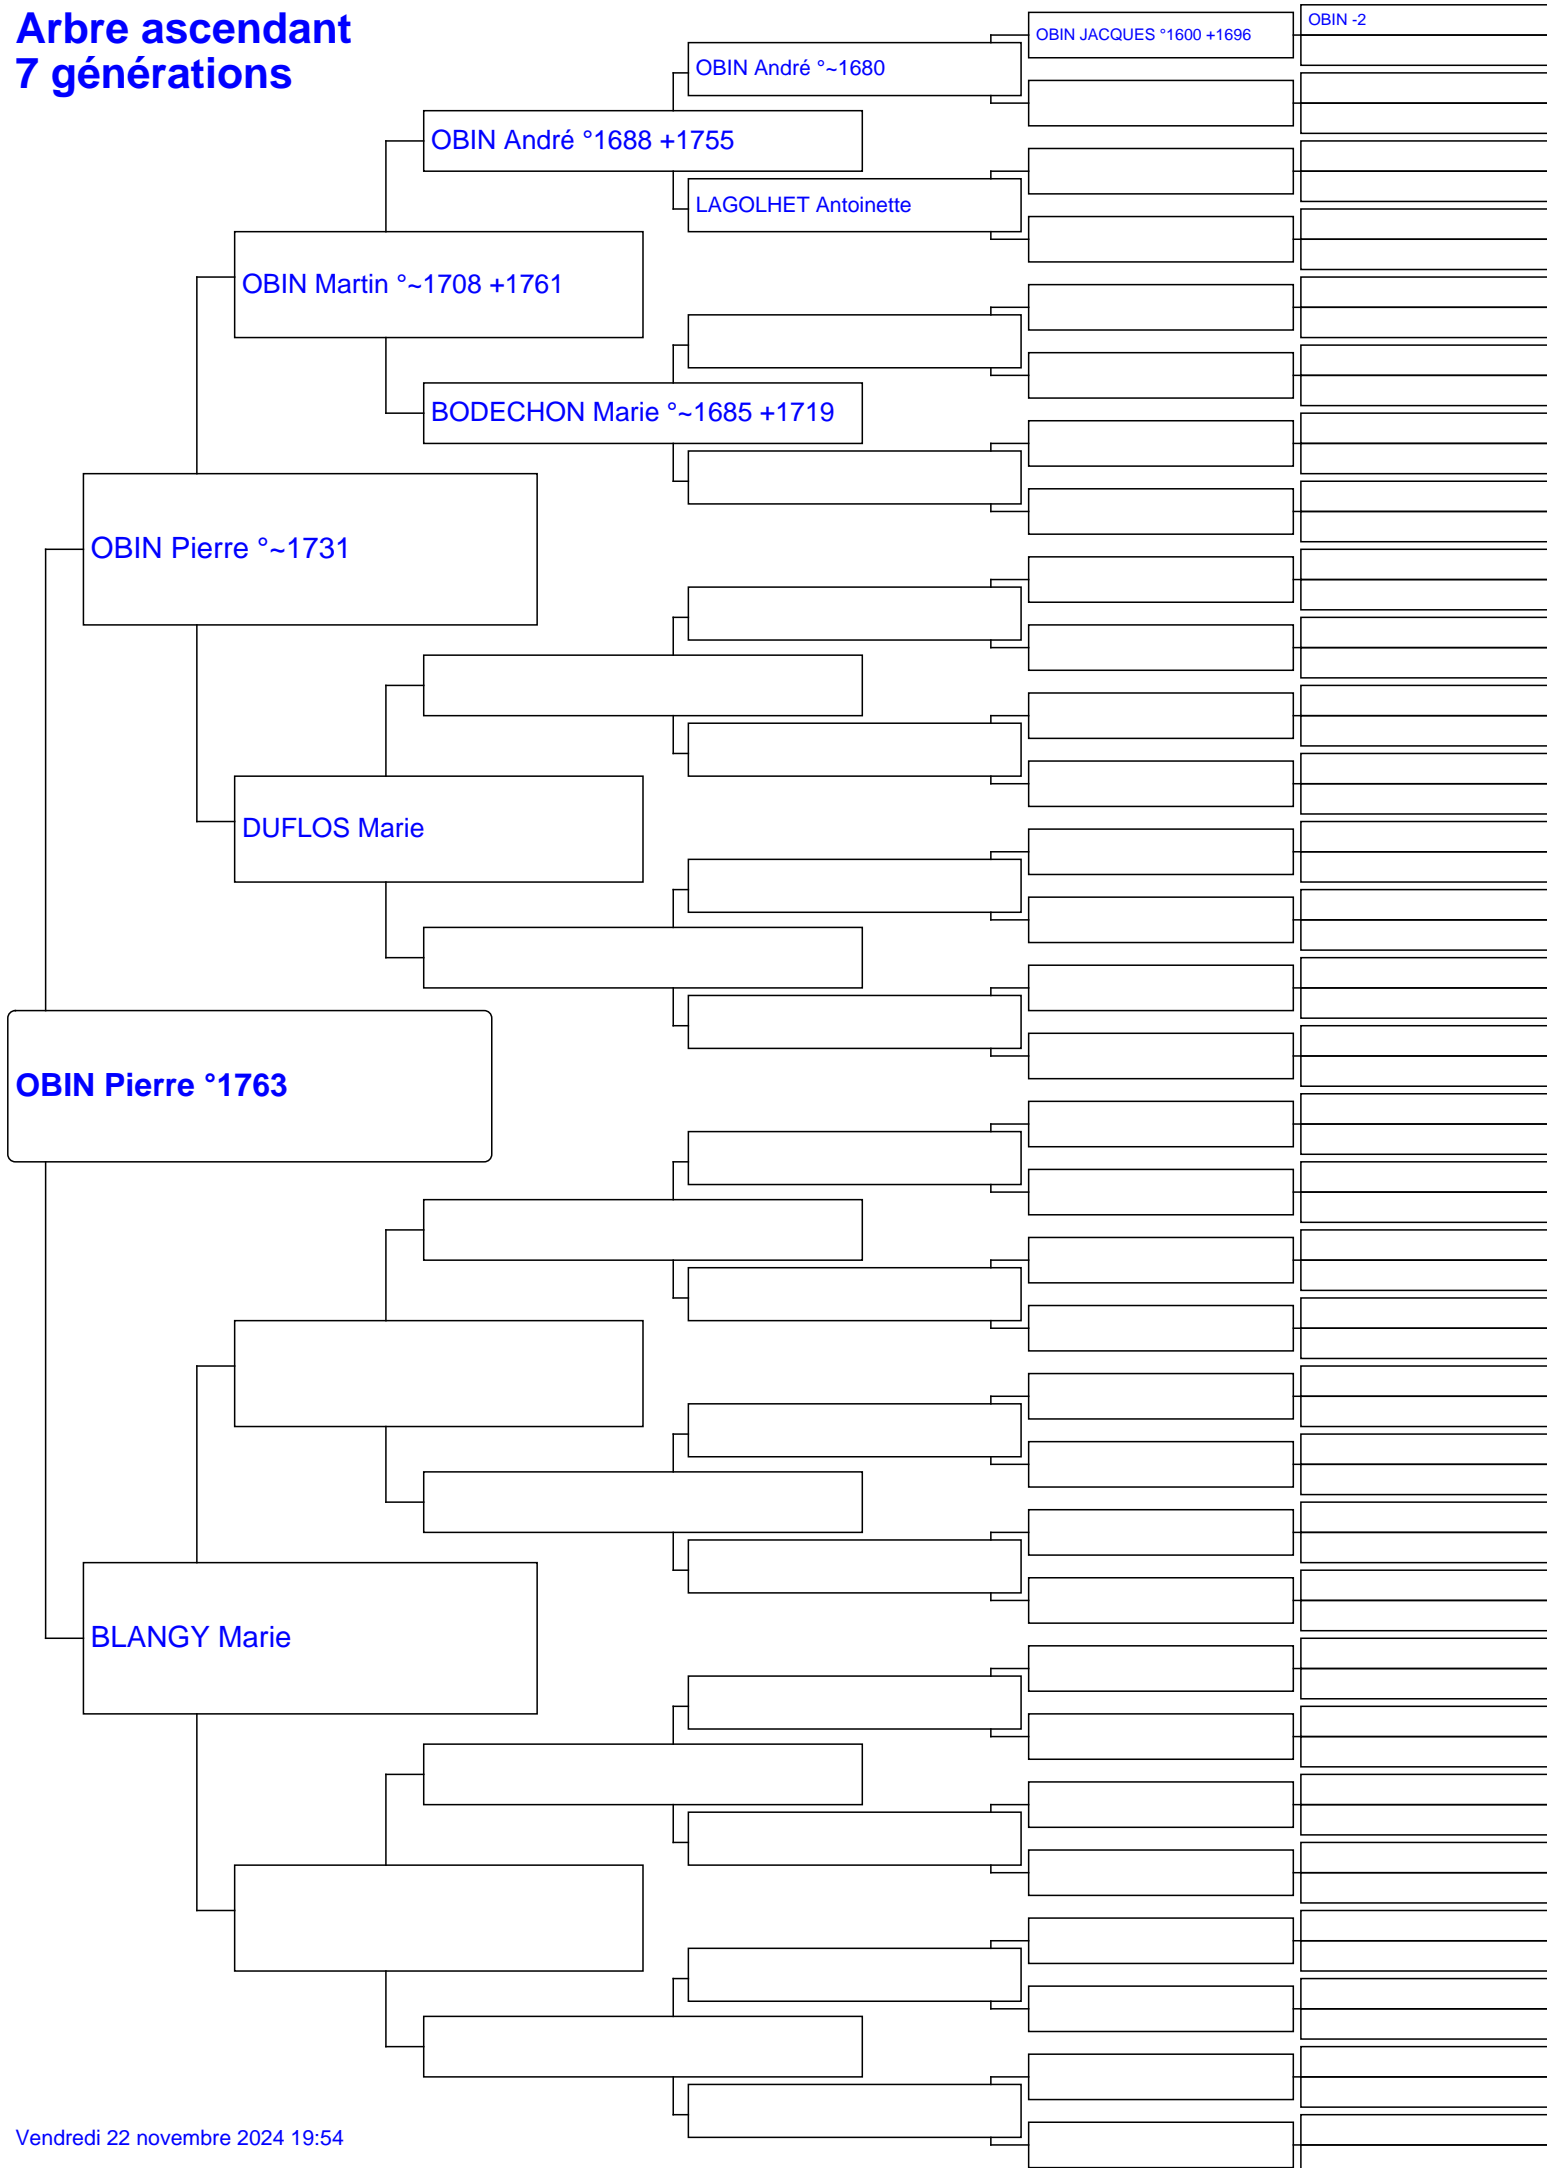 Arbre ascendant
7 générations
OBIN -2
OBIN JACQUES °1600 +1696
OBIN André °~1680
OBIN André °1688 +1755
LAGOLHET Antoinette
OBIN Martin °~1708 +1761
BODECHON Marie °~1685 +1719
OBIN Pierre °~1731
DUFLOS Marie
OBIN Pierre °1763
BLANGY Marie
Vendredi 22 novembre 2024 19:54